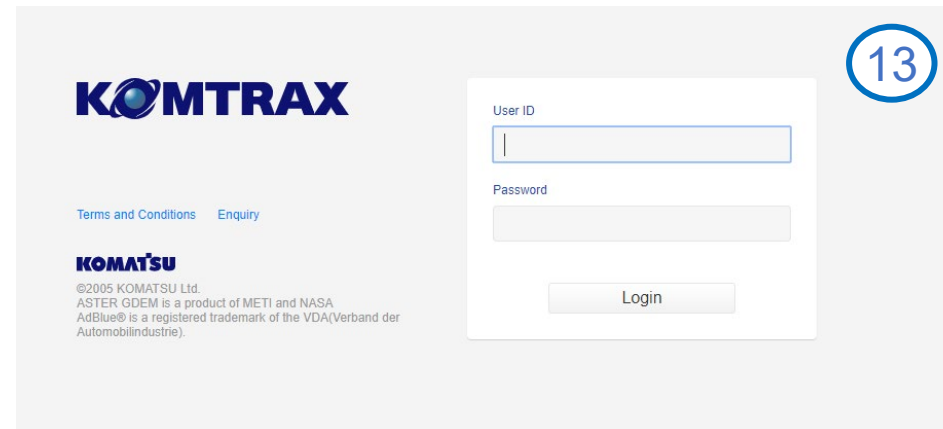 13
KOMTRAX
User ID
Password
Terms and Conditions Enquiry
KOMATSU
©2005 KOMATSU Ltd.
ASTER GDEM is a product of METI and NASA
AdBlue® is a registered trademark of the VDA(Verband der
Automobilindustrie).
Login